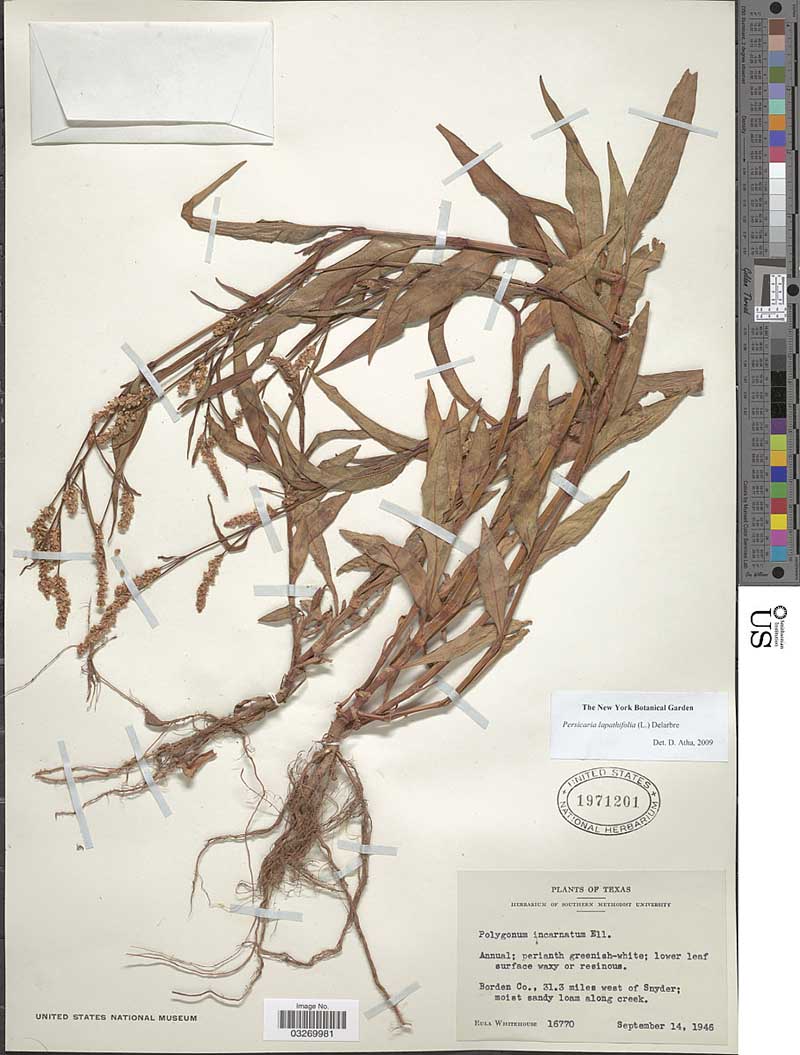 Smithsonian
Institution
US
The New York Botanical Garden
Persicaria lapathifolia (L.) Delarbre
Det. D. Atha, 2009
UNITED STATES
1971201
NATIONAL HERBARIUM
PLANTS OF TEXAS
HERBARIUM OF SOUTHERN METHODIST UNIVERSITY
Polygonum incarnatum Ell.
Annual; perianth greenish-white; lower leaf
surface waxy or resinous.
Borden Co., 31.3 miles west of Snyder;
moist sandy loam along creek.
EULA WHITEHOUSE 16770 September 14, 1946
Image No.
03269981
UNITED STATES NATIONAL MUSEUM